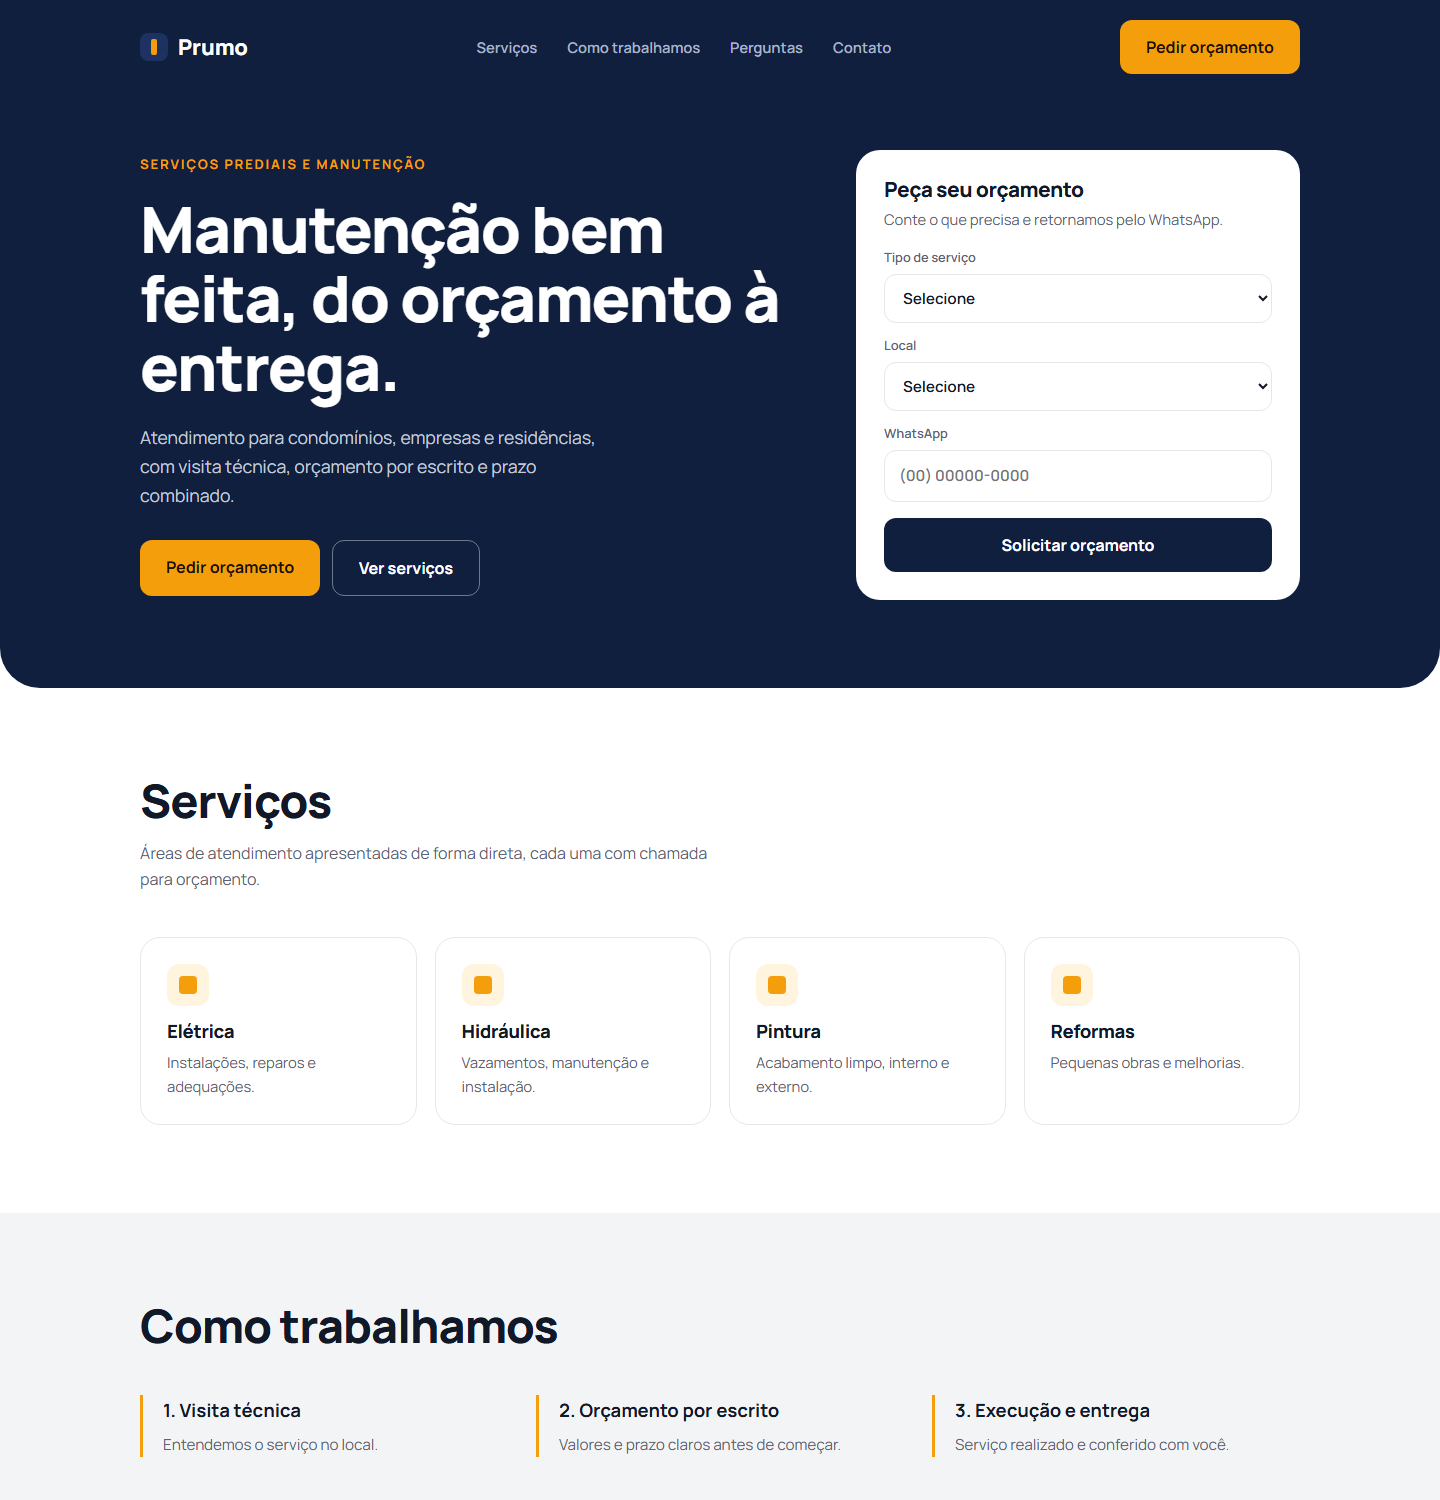 Prumo
Serviços
Como trabalhamos
Perguntas
Contato
Pedir orçamento
SERVIÇOS PREDIAIS E MANUTENÇÃO
Manutenção bem
feita, do orçamento à
entrega.
Atendimento para condomínios, empresas e residências,
com visita técnica, orçamento por escrito e prazo
combinado.
Pedir orçamento
Ver serviços
Peça seu orçamento
Conte o que precisa e retornamos pelo WhatsApp.
Tipo de serviço
Selecione
Local
Selecione
WhatsApp
(00) 00000-0000
Solicitar orçamento
Serviços
Áreas de atendimento apresentadas de forma direta, cada uma com chamada
para orçamento.
Elétrica
Instalações, reparos e
adequações.
Hidráulica
Vazamentos, manutenção e
instalação.
Pintura
Acabamento limpo, interno e
externo.
Reformas
Pequenas obras e melhorias.
Como trabalhamos
1. Visita técnica
Entendemos o serviço no local.
2. Orçamento por escrito
Valores e prazo claros antes de começar.
3. Execução e entrega
Serviço realizado e conferido com você.